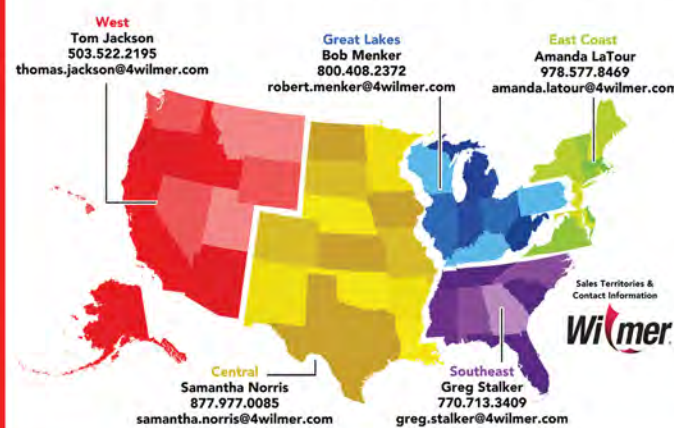 West
Tom Jackson
503.522.2195
thomas.jackson@4wilmer.com
Great Lakes
Bob Menker
800.408.2372
robert.menker@4wilmer.com
East Coast
Amanda LaTour
978.577.8469
amanda.latour@4wilmer.com
Sales Territories &
Contact Information
Wilmer
Central
Samantha Norris
877.977.0085
samantha.norris@4wilmer.com
Southeast
Greg Stalker
770.713.3409
greg.stalker@4wilmer.com